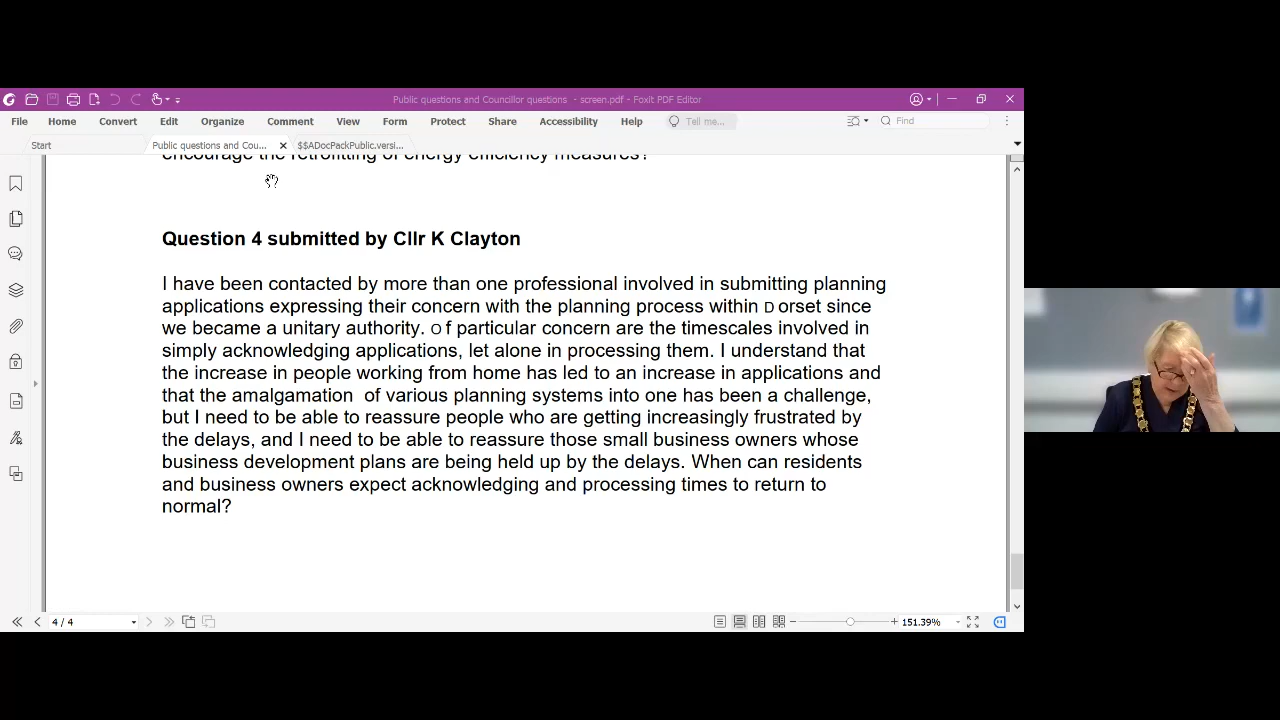 Public questions and Councillor questions - screen.pdf - Foxit PDF Editor
File Home Convert Edit Organize Comment View Form Protect Share Accessibility Help Tell me... Find
Start Public questions and Cou... $$ADocPackPublic.versi...
encourage the retrofitting of energy efficiency measures?
Question 4 submitted by Cllr K Clayton
I have been contacted by more than one professional involved in submitting planning
applications expressing their concern with the planning process within D orset since
we became a unitary authority. O f particular concern are the timescales involved in
simply acknowledging applications, let alone in processing them. I understand that
the increase in people working from home has led to an increase in applications and
that the amalgamation of various planning systems into one has been a challenge,
but I need to be able to reassure people who are getting increasingly frustrated by
the delays, and I need to be able to reassure those small business owners whose
business development plans are being held up by the delays. When can residents
and business owners expect acknowledging and processing times to return to
normal?
4 / 4 151.39%